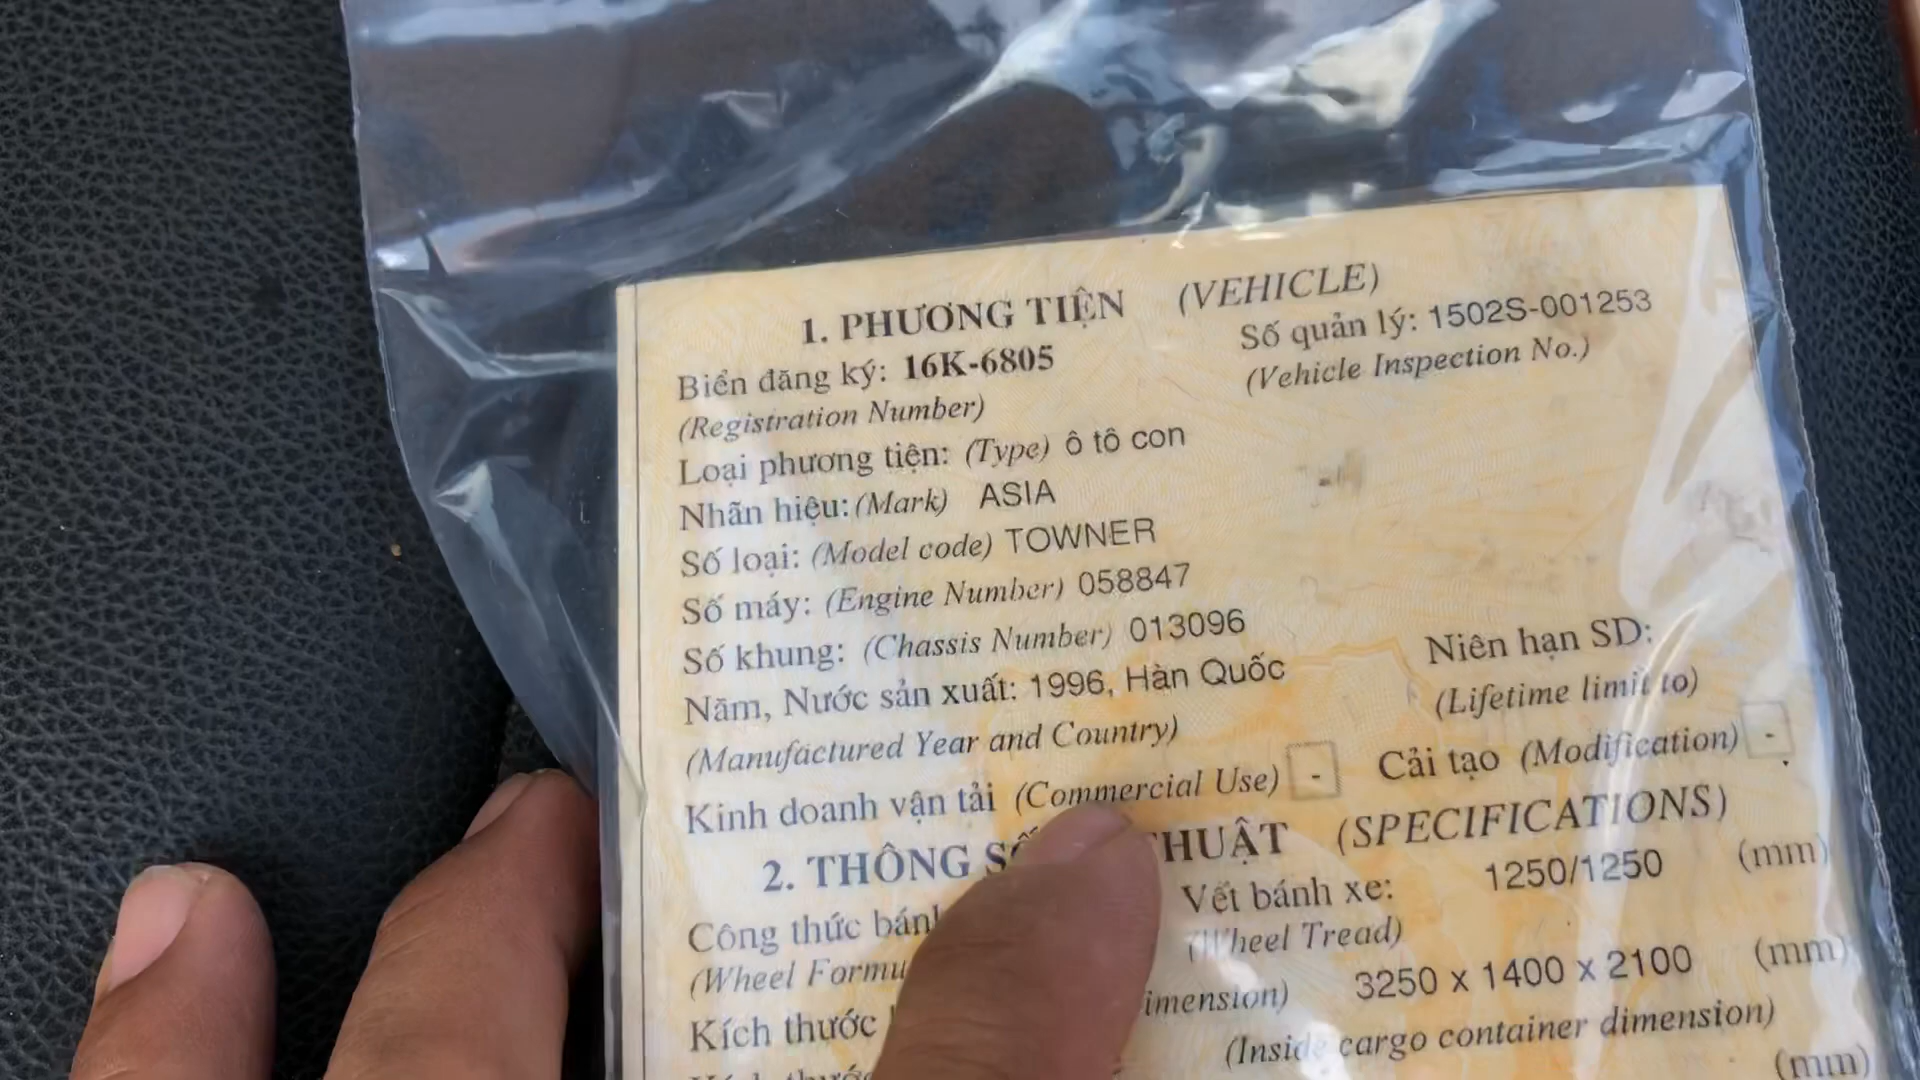 1. PHƯƠNG TIỆN (VEHICLE)
Biển đăng ký: 16K-6805 Số quản lý: 1502S-001253
(Registration Number) (Vehicle Inspection No.)
Loại phương tiện: (Type) ô tô con
Nhãn hiệu: (Mark) ASIA
Số loại: (Model code) TOWNER
Số máy: (Engine Number) 058847
Số khung: (Chassis Number) 013096
Năm, Nước sản xuất: 1996, Hàn Quốc Niên hạn SD:
(Manufactured Year and Country) (Lifetime limit to)
Kinh doanh vận tải (Commercial Use) - Cải tạo (Modification) -
2. THÔNG SỐ THUẬT (SPECIFICATIONS)
Công thức Vết bánh xe: 1250/1250 (mm)
(Wheel (Wheel Tread)
Kích thước 3250 x 1400 x 2100 (mm)
(Inside cargo container dimension)
(mm)